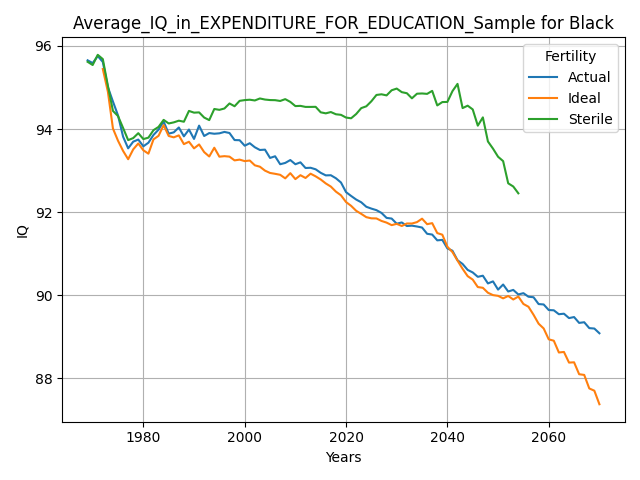 Average_IQ_in_EXPENDITURE_FOR_EDUCATION_Sample for Black
Fertility
Actual
Ideal
Sterile
IQ
96
94
92
90
88
1980
2000
2020
2040
2060
Years